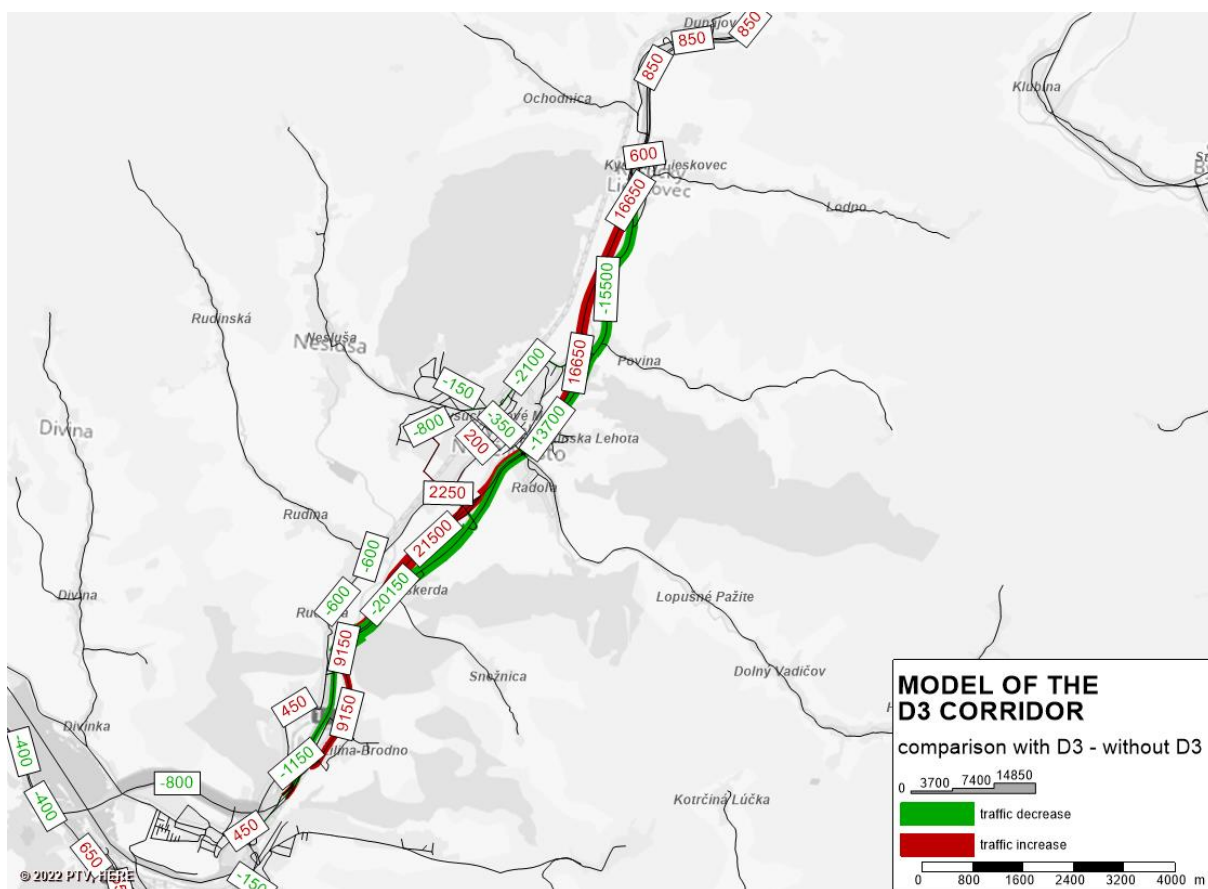 Dunajov
850
850
850
Ochodnica
Klubina
600
16650
Lodno
-15500
Rudinská
Nesluša
Nesluša
16650
Povina
-2100
-150
-350
-800
Divina
-13700
200
Radoľa
2250
21500
Rudina
-600
-600
-20150
Divina
Lopušné Pažite
9150
Snežnica
Dolný Vadičov
450
9150
Divinka
-1150
-400
-800
-400
Kotrčiná Lúčka
450
650
-150
MODEL OF THE
D3 CORRIDOR
comparison with D3 - without D3
0 3700 7400 14850
traffic decrease
traffic increase
0 800 1600 2400 3200 4000 m
© 2022 PTV, HERE